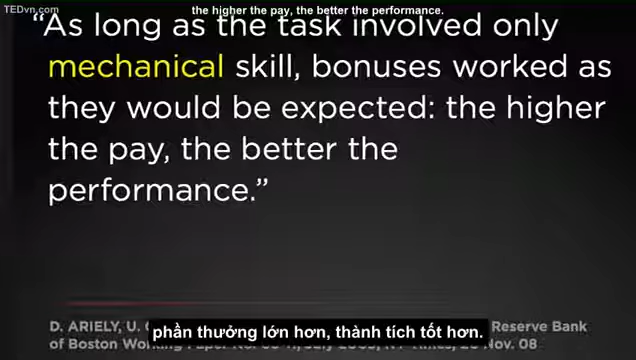 TEDvn.com
the higher the pay, the better the performance.
“As long as the task involved only
mechanical skill, bonuses worked as
they would be expected: the higher
the pay, the better the
performance.”
phần thưởng lớn hơn, thành tích tốt hơn.
D. ARIELY, U. Reserve Bank
of Boston Nov. 08